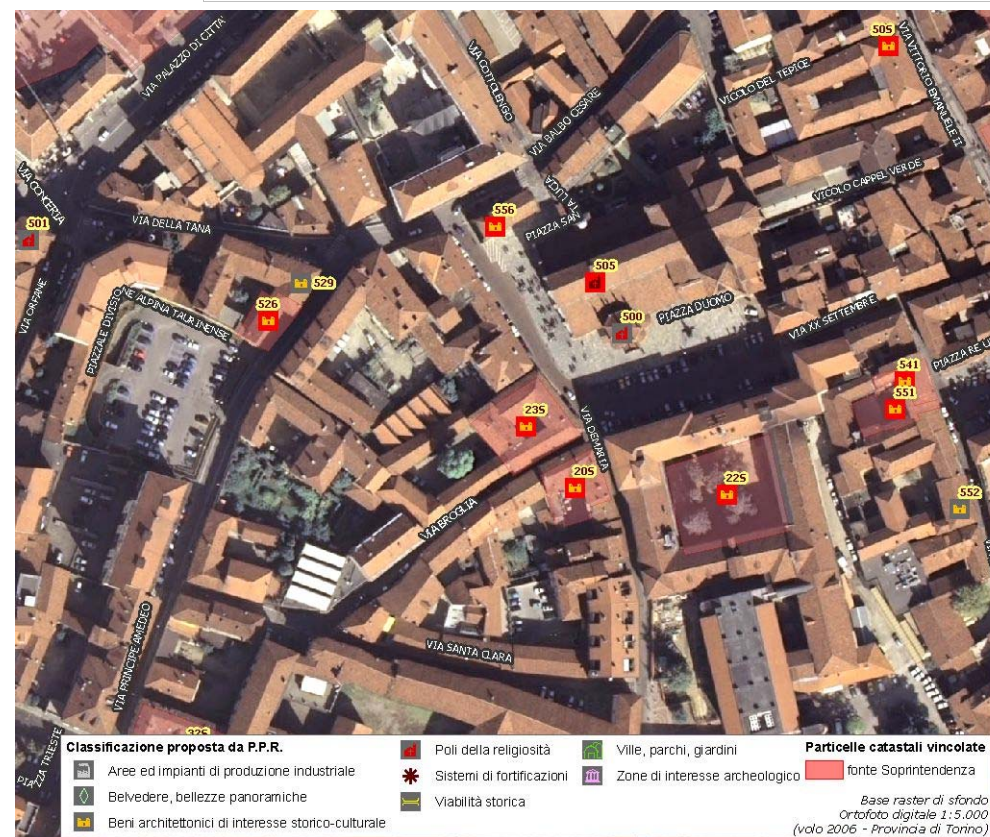 VIA PALAZZO DI CITTA'
VIA COTTOLENGO
505
VIA VITTORIO EMANUELE II
VICOLO DEL TEPICE
VIA BALBO CESARE
VIA CONCERIA
VICOLO CAPPEL VERDE
VIA LUCA
501
VIA DELLA TANA
556
PIAZZA SAN
VIA ORFANE
529
505
526
PIAZZALE DIVISIONE ALPINA TAURINENSE
500
PIAZZA DUOMO
VIA XX SETTEMBRE
541
PIAZZA RE U
551
235
VIA DEMARIA
205
225
552
VIA BROGLIA
VIA SANTA CLARA
VIA PRINCIPE AMEDEO
PIAZZA TRIESTE
Classificazione proposta da P.P.R.
Aree ed impianti di produzione industriale
Belvedere, bellezze panoramiche
Beni architettonici di interesse storico-culturale
Poli della religiosità
Sistemi di fortificazioni
Viabilità storica
Ville, parchi, giardini
Zone di interesse archeologico
Particelle catastali vincolate
fonte Soprintendenza
Base raster di sfondo
Ortofoto digitale 1:5.000
(volo 2006 - Provincia di Torino)